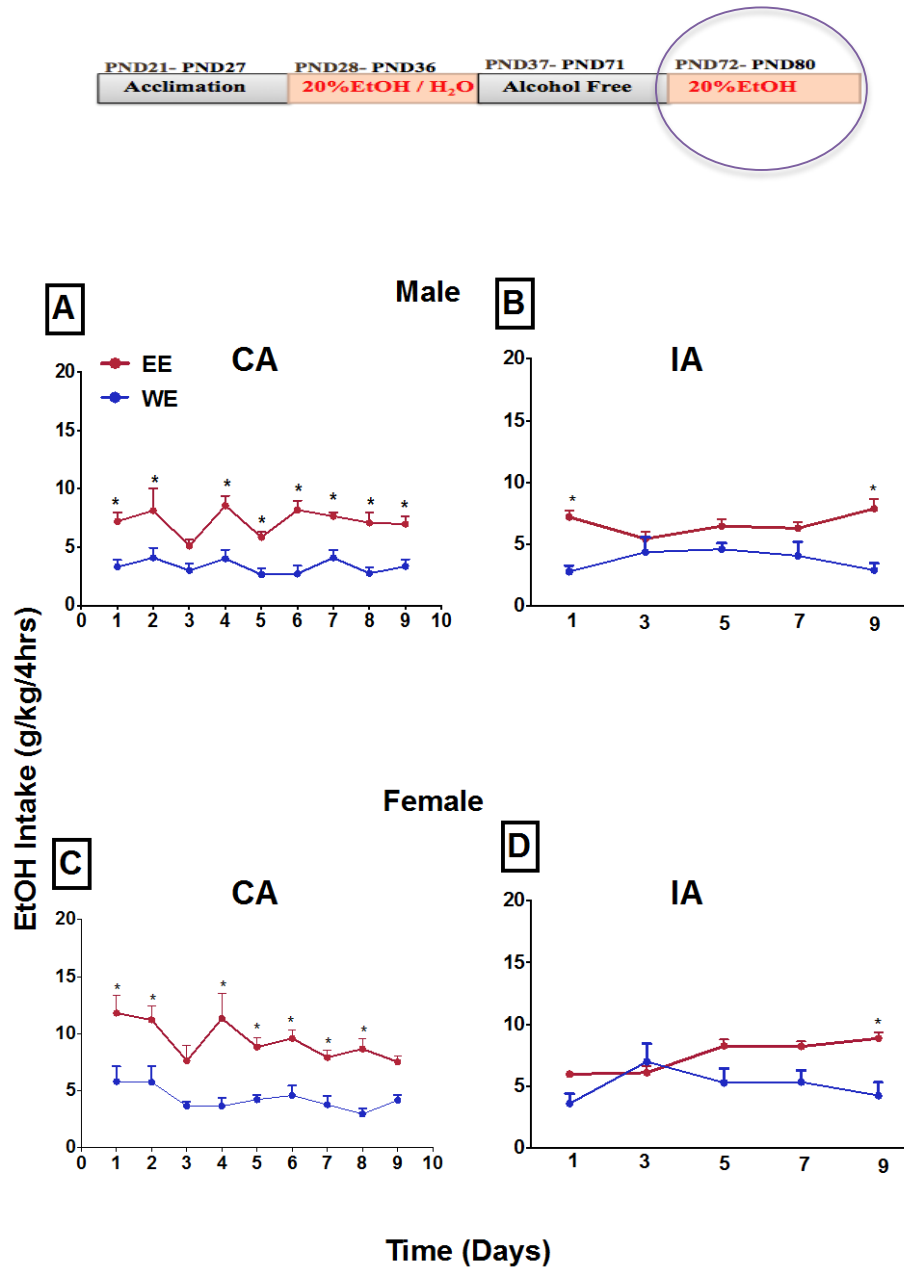 PND21- PND27 PND28- PND36 PND37- PND71 PND72- PND80
Acclimation 20%EtOH / H₂O Alcohol Free 20%EtOH
Male
A
B
CA
IA
EE
WE
20
15
10
5
0
* * * * * * * *
0 1 2 3 4 5 6 7 8 9 10
20
15
10
5
0
* *
1 3 5 7 9
EtOH Intake (g/kg/4hrs)
Female
C
D
CA
IA
20
15
10
5
0
* * * * * * *
0 1 2 3 4 5 6 7 8 9 10
20
15
10
5
0
*
1 3 5 7 9
Time (Days)